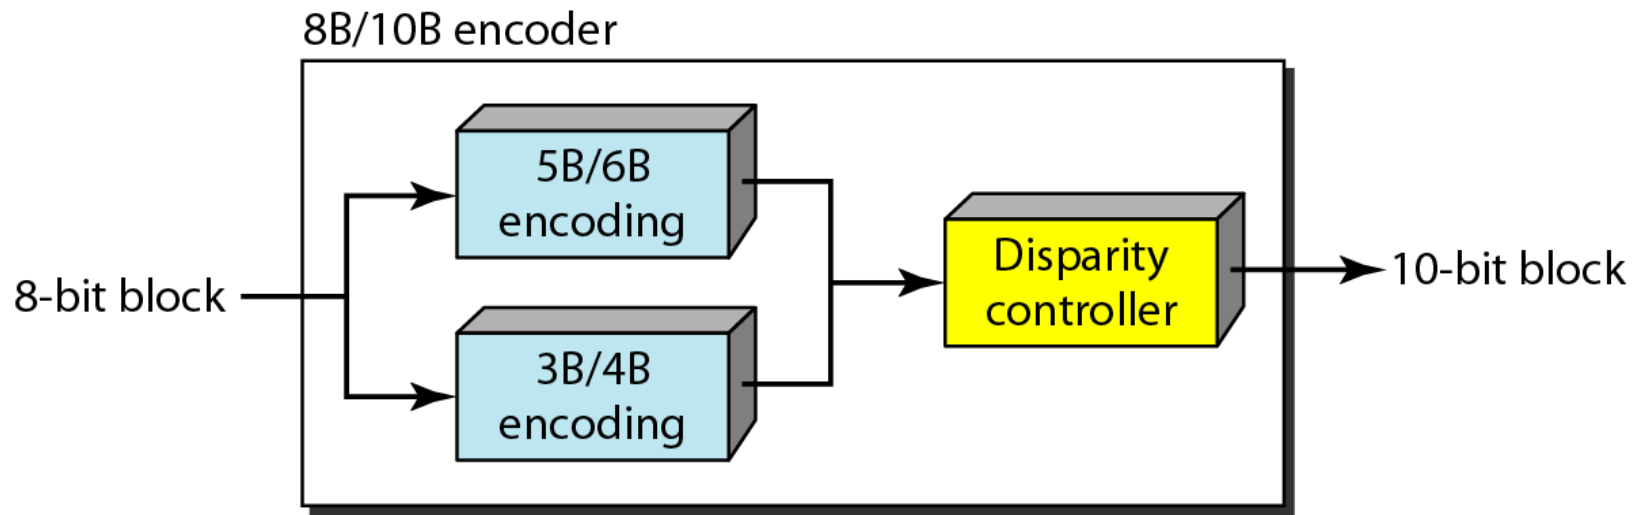 8B/10B encoder
5B/6B
encoding
8-bit block
3B/4B
encoding
Disparity
controller
10-bit block